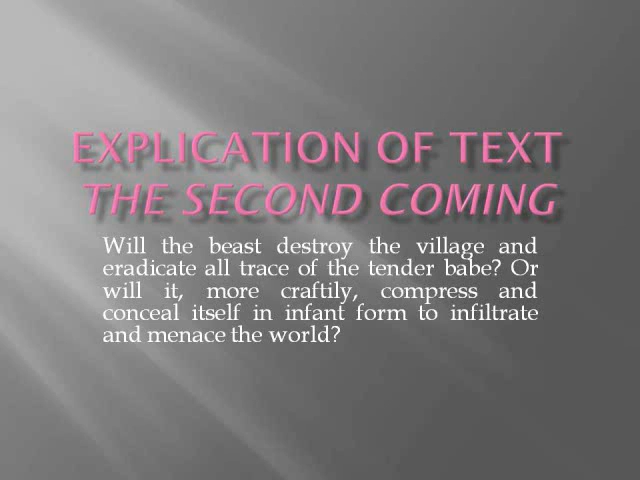 EXPLICATION OF TEXT
THE SECOND COMING
Will the beast destroy the village and
eradicate all trace of the tender babe? Or
will it, more craftily, compress and
conceal itself in infant form to infiltrate
and menace the world?